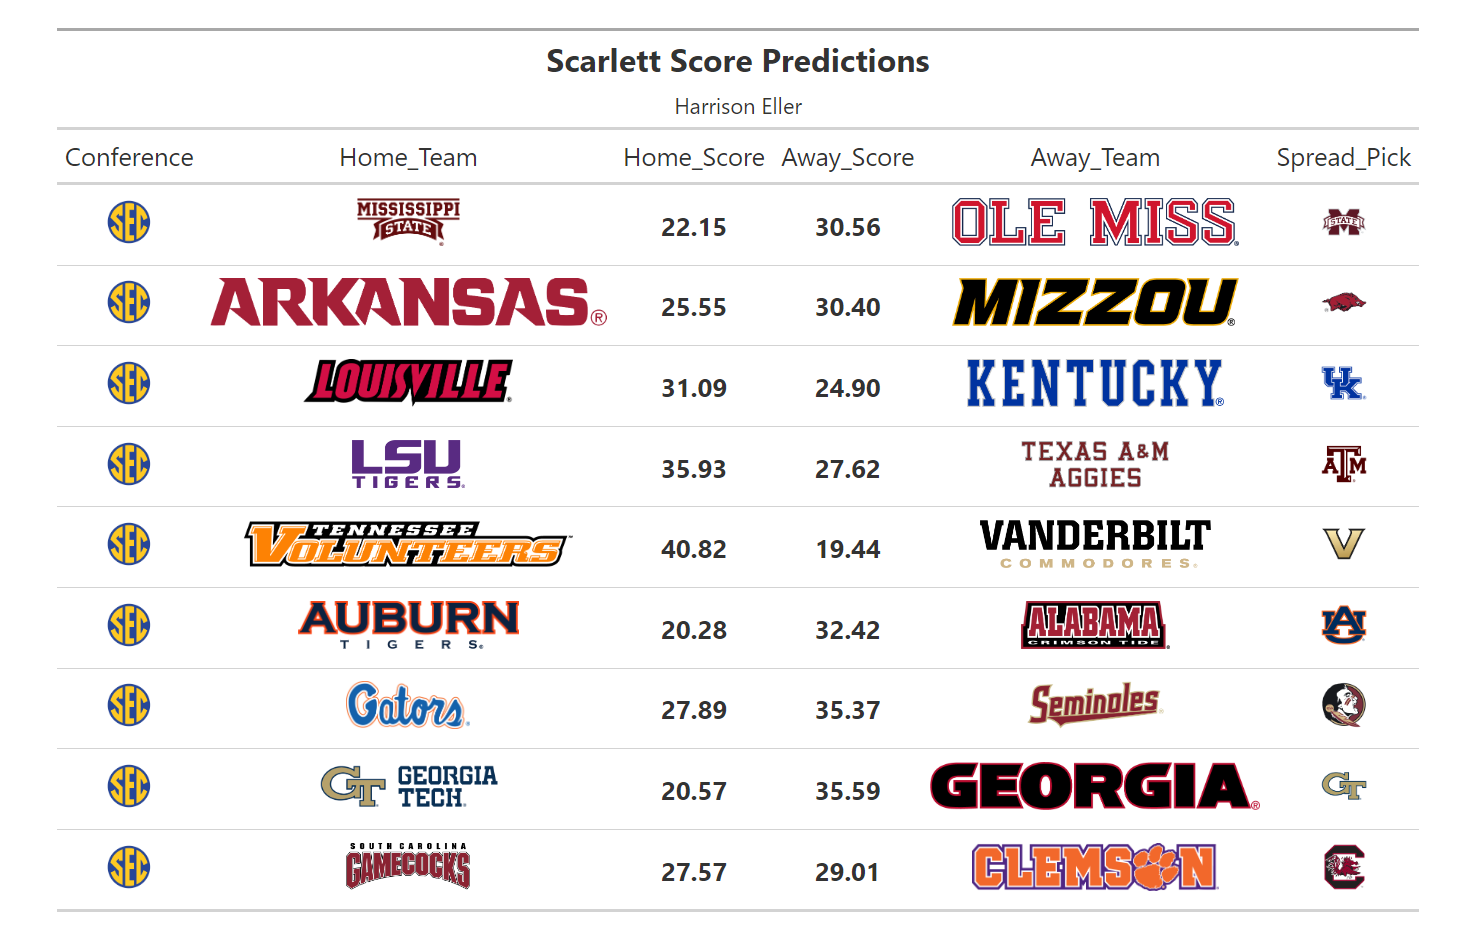 Scarlett Score Predictions
Harrison Eller
Conference Home_Team Home_Score Away_Score Away_Team Spread_Pick
SEC MISSISSIPPI STATE 22.15 30.56 OLE MISS STATE
SEC ARKANSAS 25.55 30.40 MIZZOU
SEC LOUISVILLE 31.09 24.90 KENTUCKY UK
SEC LSU TIGERS 35.93 27.62 TEXAS A&M AGGIES ATM
SEC TENNESSEE VOLUNTEERS 40.82 19.44 VANDERBILT COMMODORES V
SEC AUBURN TIGERS 20.28 32.42 ALABAMA CRIMSON TIDE AU
SEC Gators 27.89 35.37 Seminoles
SEC GT GEORGIA TECH 20.57 35.59 GEORGIA GT
SEC SOUTH CAROLINA GAMECOCKS 27.57 29.01 CLEMSON C